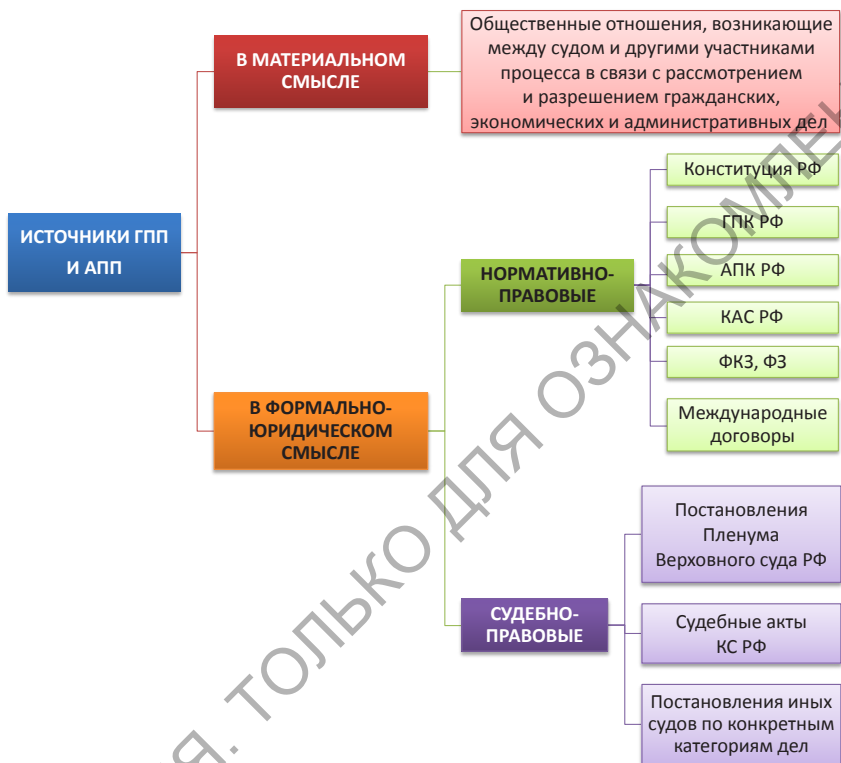 В МАТЕРИАЛЬНОМ
СМЫСЛЕ
Общественные отношения, возникающие
между судом и другими участниками
процесса в связи с рассмотрением
и разрешением гражданских,
экономических и административных дел
ИСТОЧНИКИ ГПП
И АПП
В ФОРМАЛЬНО-
ЮРИДИЧЕСКОМ
СМЫСЛЕ
НОРМАТИВНО-
ПРАВОВЫЕ
Конституция РФ
ГПК РФ
АПК РФ
КАС РФ
ФКЗ, ФЗ
Международные
договоры
СУДЕБНО-
ПРАВОВЫЕ
Постановления
Пленума
Верховного суда РФ
Судебные акты
КС РФ
Постановления иных
судов по конкретным
категориям дел
ТОЛЬКО ДЛЯ